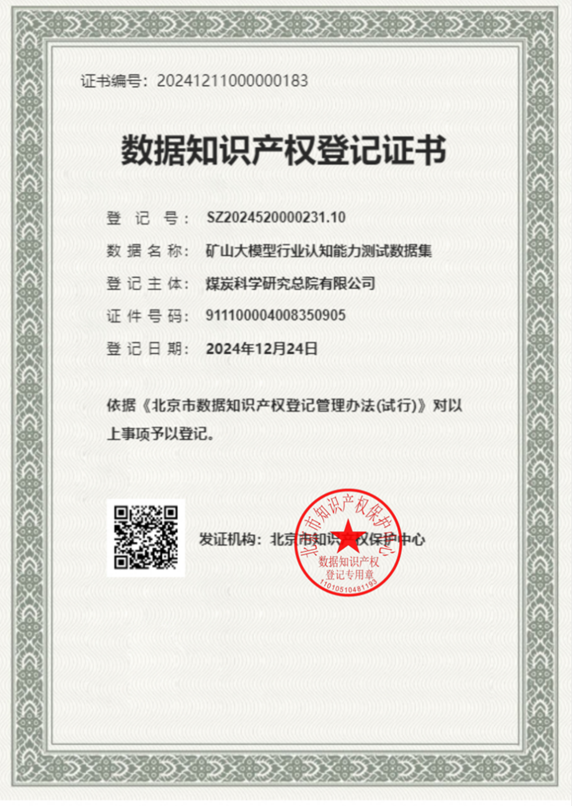 证书编号：20241211000000183
数据知识产权登记证书
登 记 号：SZ2024520000231.10
数据名称：矿山大模型行业认知能力测试数据集
登记主体：煤炭科学研究总院有限公司
证件号码：911100004008350905
登记日期：2024年12月24日
依据《北京市数据知识产权登记管理办法(试行)》对以
上事项予以登记。
发证机构：北京市知识产权保护中心
北京市知识产权保护中心
数据知识产权
登记专用章
11010510481193